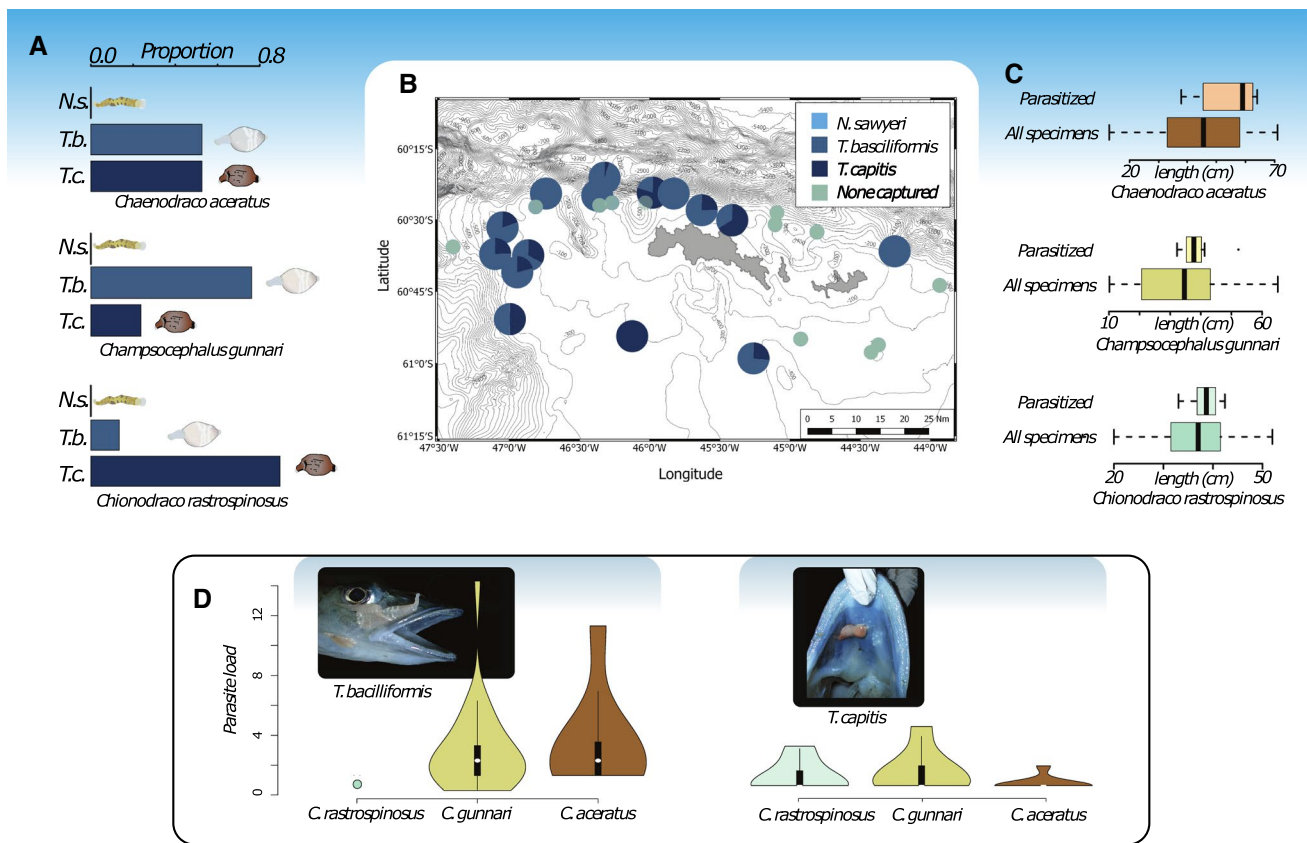 A
0.0 Proportion 0.8
N.s.
T.b.
T.c.
Chaenodraco aceratus
N.s.
T.b.
T.c.
Champsocephalus gunnari
N.s.
T.b.
T.c.
Chionodraco rastrospinosus
B
N. sawyeri
T. basciliformis
T. capitis
None captured
Latitude
60°15'S
60°30'S
60°45'S
61°0'S
61°15'S
0 5 10 15 20 25 Nm
47°30'S 47°0'S 46°30'S 46°0'S 45°30'S 45°0'S 44°30'S 44°0'S
Longitude
C
Parasitized
All specimens
20 length (cm) 70
Chaenodraco aceratus
Parasitized
All specimens
10 length (cm) 60
Champsocephalus gunnari
Parasitized
All specimens
20 length (cm) 50
Chionodraco rastrospinosus
D
Parasite load
12
8
4
0
T. bacilliformis
C. rastrospinosus C. gunnari C. aceratus
T. capitis
C. rastrospinosus C. gunnari C. aceratus